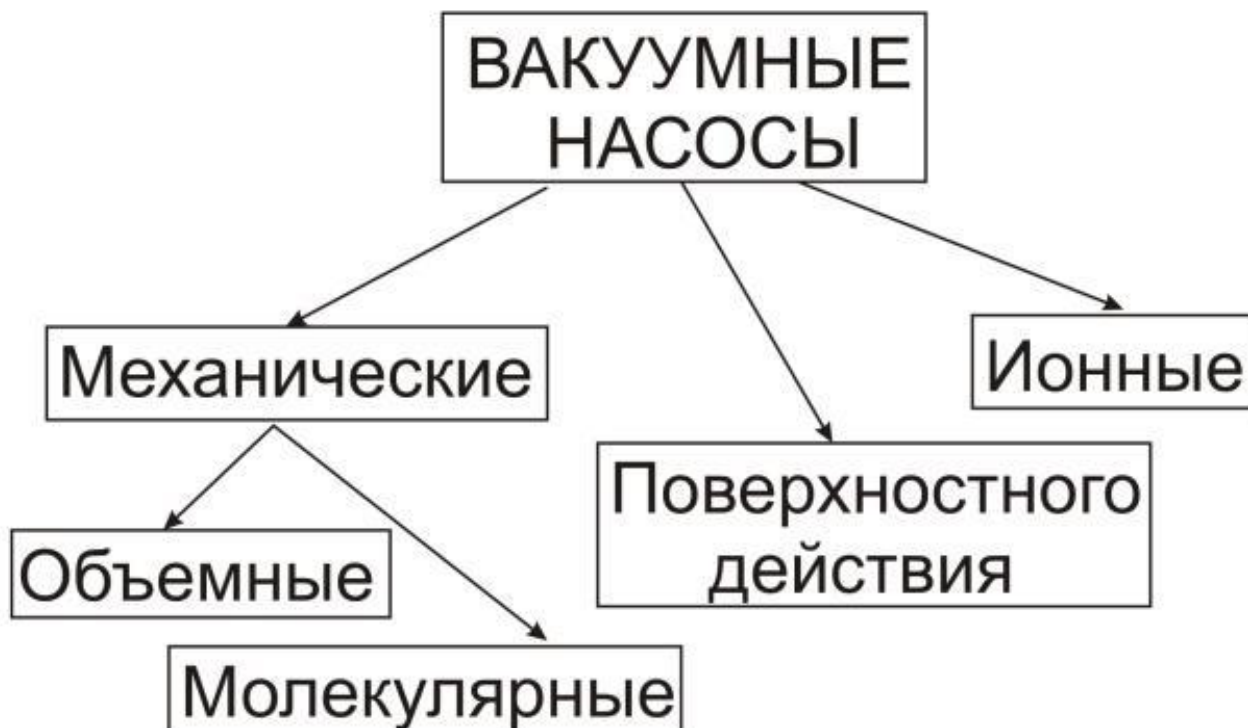 ВАКУУМНЫЕ
НАСОСЫ
Механические
Ионные
Поверхностного
действия
Объемные
Молекулярные